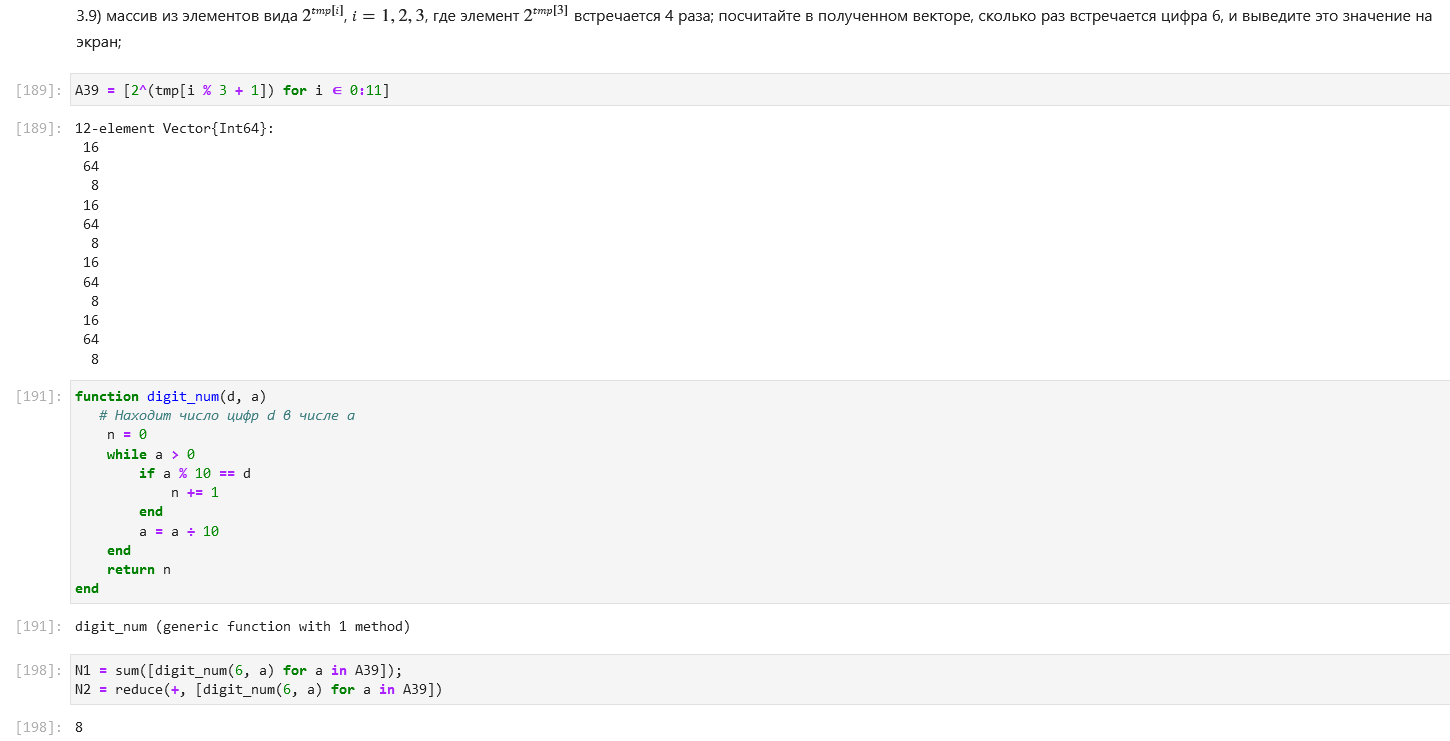 3.9) массив из элементов вида 2^tmp[i], i = 1, 2, 3, где элемент 2^tmp[3] встречается 4 раза; посчитайте в полученном векторе, сколько раз встречается цифра 6, и выведите это значение на
экран;
[189]: A39 = [2^(tmp[i % 3 + 1]) for i ∈ 0:11]
[189]: 12-element Vector{Int64}:
16
64
8
16
64
8
16
64
8
16
64
8
[191]: function digit_num(d, a)
# Находит число цифр d в числе a
n = 0
while a > 0
if a % 10 == d
n += 1
end
a = a ÷ 10
end
return n
end
[191]: digit_num (generic function with 1 method)
[198]: N1 = sum([digit_num(6, a) for a in A39]);
N2 = reduce(+, [digit_num(6, a) for a in A39])
[198]: 8